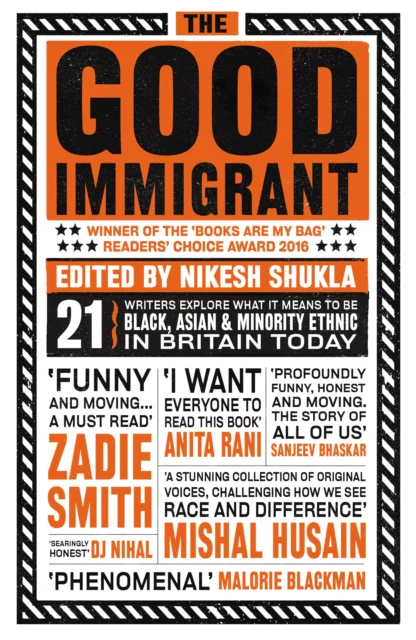 THE
GOOD
IMMIGRANT
WINNER OF THE 'BOOKS ARE MY BAG'
READERS' CHOICE AWARD 2016
EDITED BY NIKESH SHUKLA
21
WRITERS EXPLORE WHAT IT MEANS TO BE
BLACK, ASIAN & MINORITY ETHNIC
IN BRITAIN TODAY
'FUNNY
AND MOVING...
A MUST READ'
ZADIE
SMITH
'SEARINGLY
HONEST' DJ NIHAL
'I WANT
EVERYONE TO
READ THIS BOOK'
ANITA RANI
'PROFOUNDLY
FUNNY, HONEST
AND MOVING.
THE STORY OF
ALL OF US'
SANJEEV BHASKAR
'A STUNNING COLLECTION OF ORIGINAL
VOICES, CHALLENGING HOW WE SEE
RACE AND DIFFERENCE'
MISHAL HUSAIN
'PHENOMENAL' MALORIE BLACKMAN